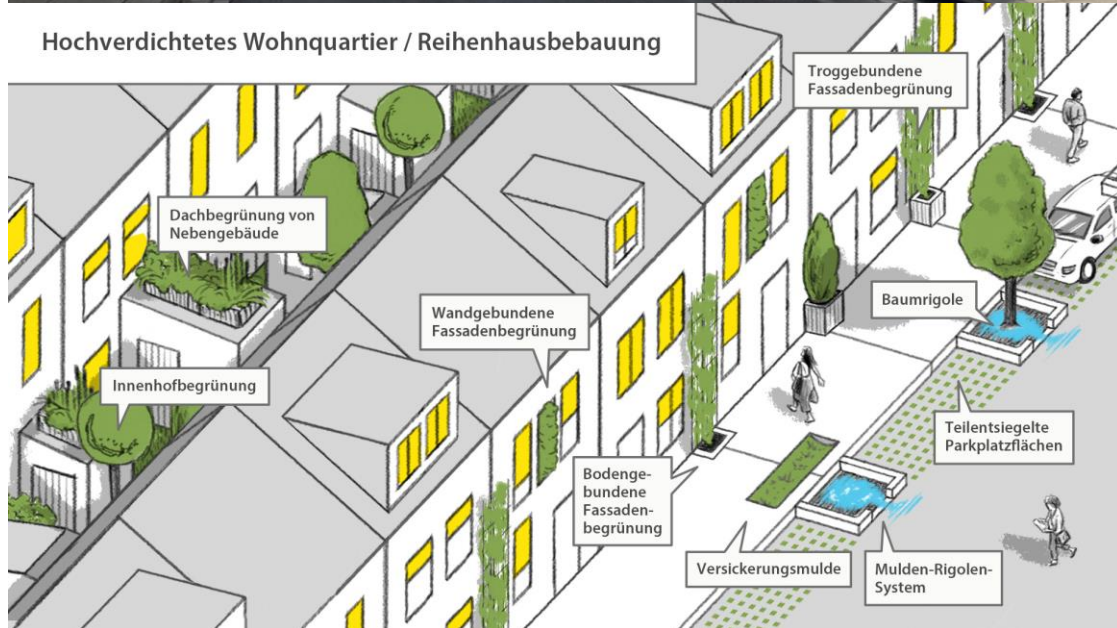 Hochverdichtetes Wohnquartier / Reihenhausbebauung
Troggebundene
Fassadenbegrünung
Dachbegrünung von
Nebengebäude
Wandgebundene
Fassadenbegrünung
Baumrigole
Innenhofbegrünung
Teilentsiegelte
Parkplatzflächen
Bodenge-
bundene
Fassaden-
begrünung
Versickerungsmulde
Mulden-Rigolen-
System